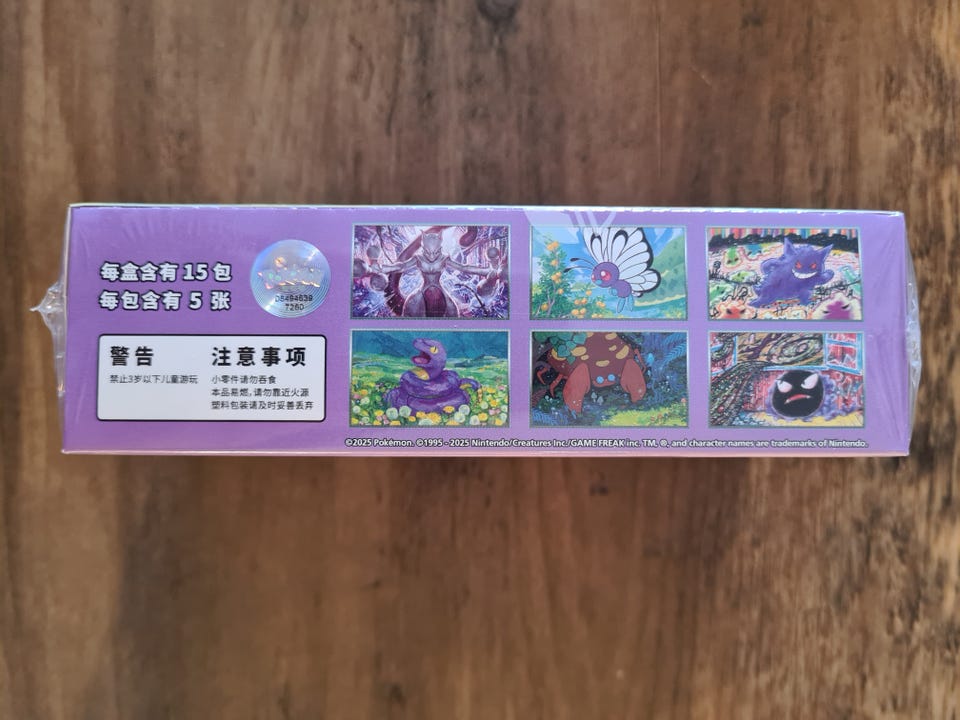 每盒含有 15 包
每包含有 5 张
警告
禁止3岁以下儿童游玩
注意事项
小零件请勿吞食
本品易燃，请勿靠近火源
塑料包装请及时妥善丢弃
©2025 Pokémon. ©1995 - 2025 Nintendo/Creatures Inc./GAME FREAK inc. TM, ®, and character names are trademarks of Nintendo.